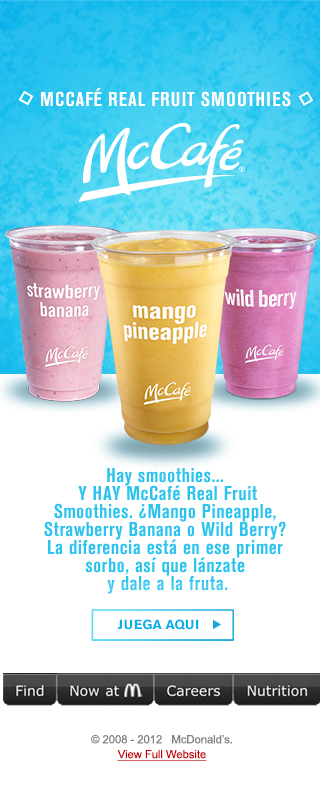 MCCAFÉ REAL FRUIT SMOOTHIES
McCafé®
strawberry
banana
McCafé
mango
pineapple
McCafé
wild berry
McCafé
Hay smoothies...
Y HAY McCafé Real Fruit
Smoothies. ¿Mango Pineapple,
Strawberry Banana o Wild Berry?
La diferencia está en ese primer
sorbo, así que lánzate
y dale a la fruta.
JUEGA AQUI
Find
Now at
Careers
Nutrition
© 2008 - 2012 McDonald's.
View Full Website